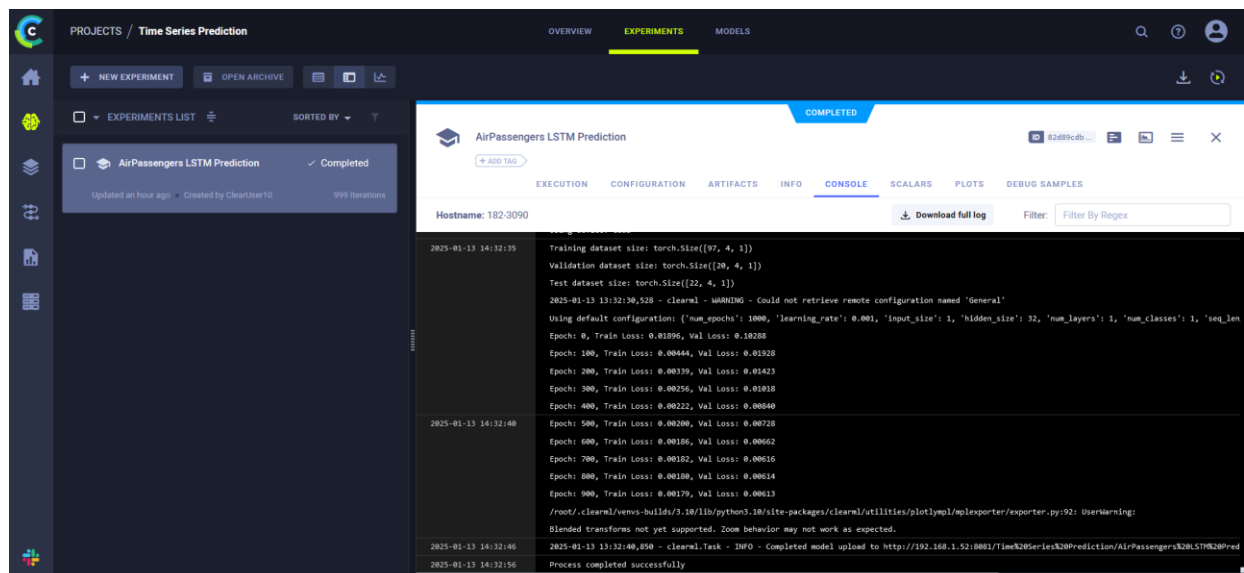 PROJECTS / Time Series Prediction
OVERVIEW EXPERIMENTS MODELS
+ NEW EXPERIMENT OPEN ARCHIVE
EXPERIMENTS LIST SORTED BY
AirPassengers LSTM Prediction Completed
Updated an hour ago • Created by ClearUser10 999 Iterations
COMPLETED
AirPassengers LSTM Prediction ID 82d89cdb ...
+ ADD TAG
EXECUTION CONFIGURATION ARTIFACTS INFO CONSOLE SCALARS PLOTS DEBUG SAMPLES
Hostname: 182-3090 Download full log Filter: Filter By Regex
2025-01-13 14:32:35 Training dataset size: torch.Size([97, 4, 1])
Validation dataset size: torch.Size([20, 4, 1])
Test dataset size: torch.Size([22, 4, 1])
2025-01-13 13:32:30,528 - clearml - WARNING - Could not retrieve remote configuration named 'General'
Using default configuration: {'num_epochs': 1000, 'learning_rate': 0.001, 'input_size': 1, 'hidden_size': 32, 'num_layers': 1, 'num_classes': 1, 'seq_len
Epoch: 0, Train Loss: 0.01896, Val Loss: 0.10288
Epoch: 100, Train Loss: 0.00444, Val Loss: 0.01928
Epoch: 200, Train Loss: 0.00339, Val Loss: 0.01423
Epoch: 300, Train Loss: 0.00256, Val Loss: 0.01018
Epoch: 400, Train Loss: 0.00222, Val Loss: 0.00840
2025-01-13 14:32:40 Epoch: 500, Train Loss: 0.00200, Val Loss: 0.00728
Epoch: 600, Train Loss: 0.00186, Val Loss: 0.00662
Epoch: 700, Train Loss: 0.00182, Val Loss: 0.00616
Epoch: 800, Train Loss: 0.00180, Val Loss: 0.00614
Epoch: 900, Train Loss: 0.00179, Val Loss: 0.00613
/root/.clearml/venvs-builds/3.10/lib/python3.10/site-packages/clearml/utilities/plotlympl/mplexporter/exporter.py:92: UserWarning:
Blended transforms not yet supported. Zoom behavior may not work as expected.
2025-01-13 14:32:46 2025-01-13 13:32:40,850 - clearml.Task - INFO - Completed model upload to http://192.168.1.52:8081/Time%20Series%20Prediction/AirPassengers%20LSTM%20Pred
2025-01-13 14:32:56 Process completed successfully